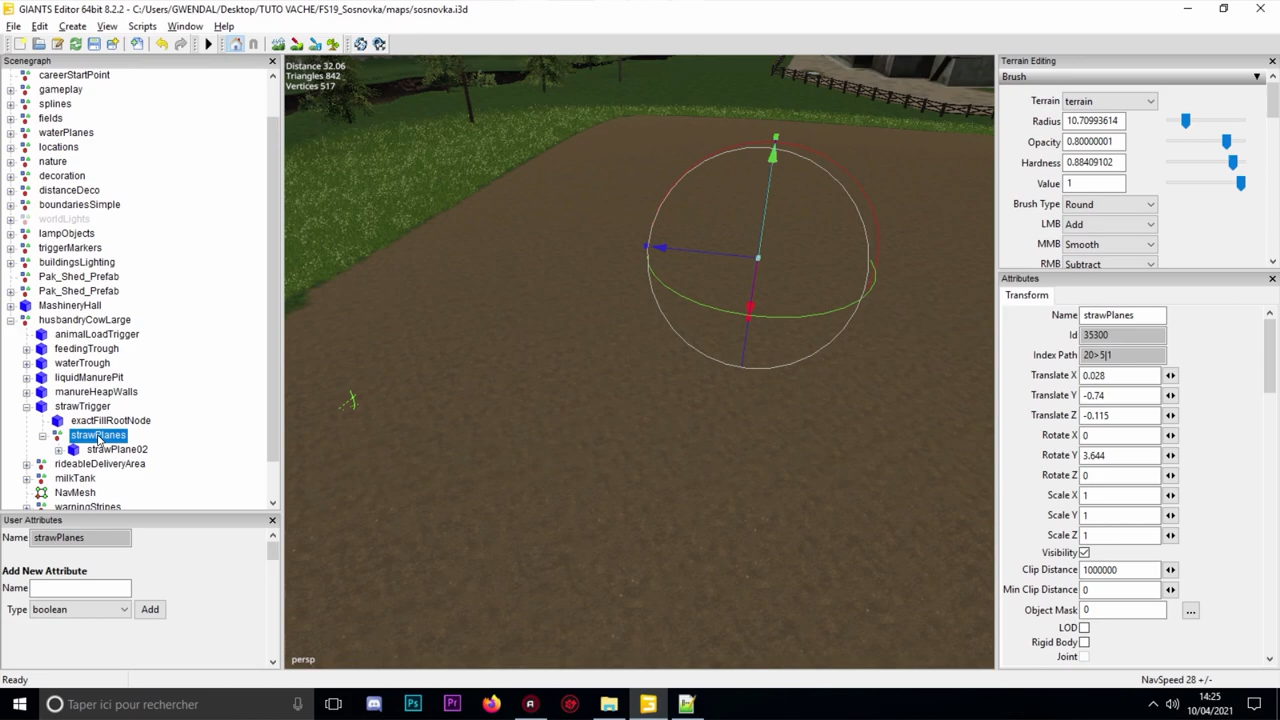 GIANTS Editor 64bit 8.2.2 - C:/Users/GWENDAL/Desktop/TUTO VACHE/FS19_Sosnovka/maps/sosnovka.i3d
File Edit Create View Scripts Window Help
Scenegraph
careerStartPoint
gameplay
splines
fields
waterPlanes
locations
nature
decoration
distanceDeco
boundariesSimple
worldLights
lampObjects
triggerMarkers
buildingsLighting
Pak_Shed_Prefab
Pak_Shed_Prefab
MachineryHall
husbandryCowLarge
animalLoadTrigger
feedingTrough
waterTrough
liquidManurePit
manureHeapWalls
strawTrigger
exactFillRootNode
strawPlanes
strawPlane02
rideableDeliveryArea
milkTank
NavMesh
warningStripes
User Attributes
Name strawPlanes
Add New Attribute
Name
Type boolean Add
Distance 32.06
Triangles 842
Vertices 517
persp
Terrain Editing
Brush
Terrain terrain
Radius 10.70993614
Opacity 0.80000001
Hardness 0.88409102
Value 1
Brush Type Round
LMB Add
MMB Smooth
RMB Subtract
Attributes
Transform
Name strawPlanes
Id 35300
Index Path 20>5|1
Translate X 0.028
Translate Y -0.74
Translate Z -0.115
Rotate X 0
Rotate Y 3.644
Rotate Z 0
Scale X 1
Scale Y 1
Scale Z 1
Visibility
Clip Distance 1000000
Min Clip Distance 0
Object Mask 0 ...
LOD
Rigid Body
Joint
Ready
NavSpeed 28 +/-
Taper ici pour rechercher
14:25
10/04/2021